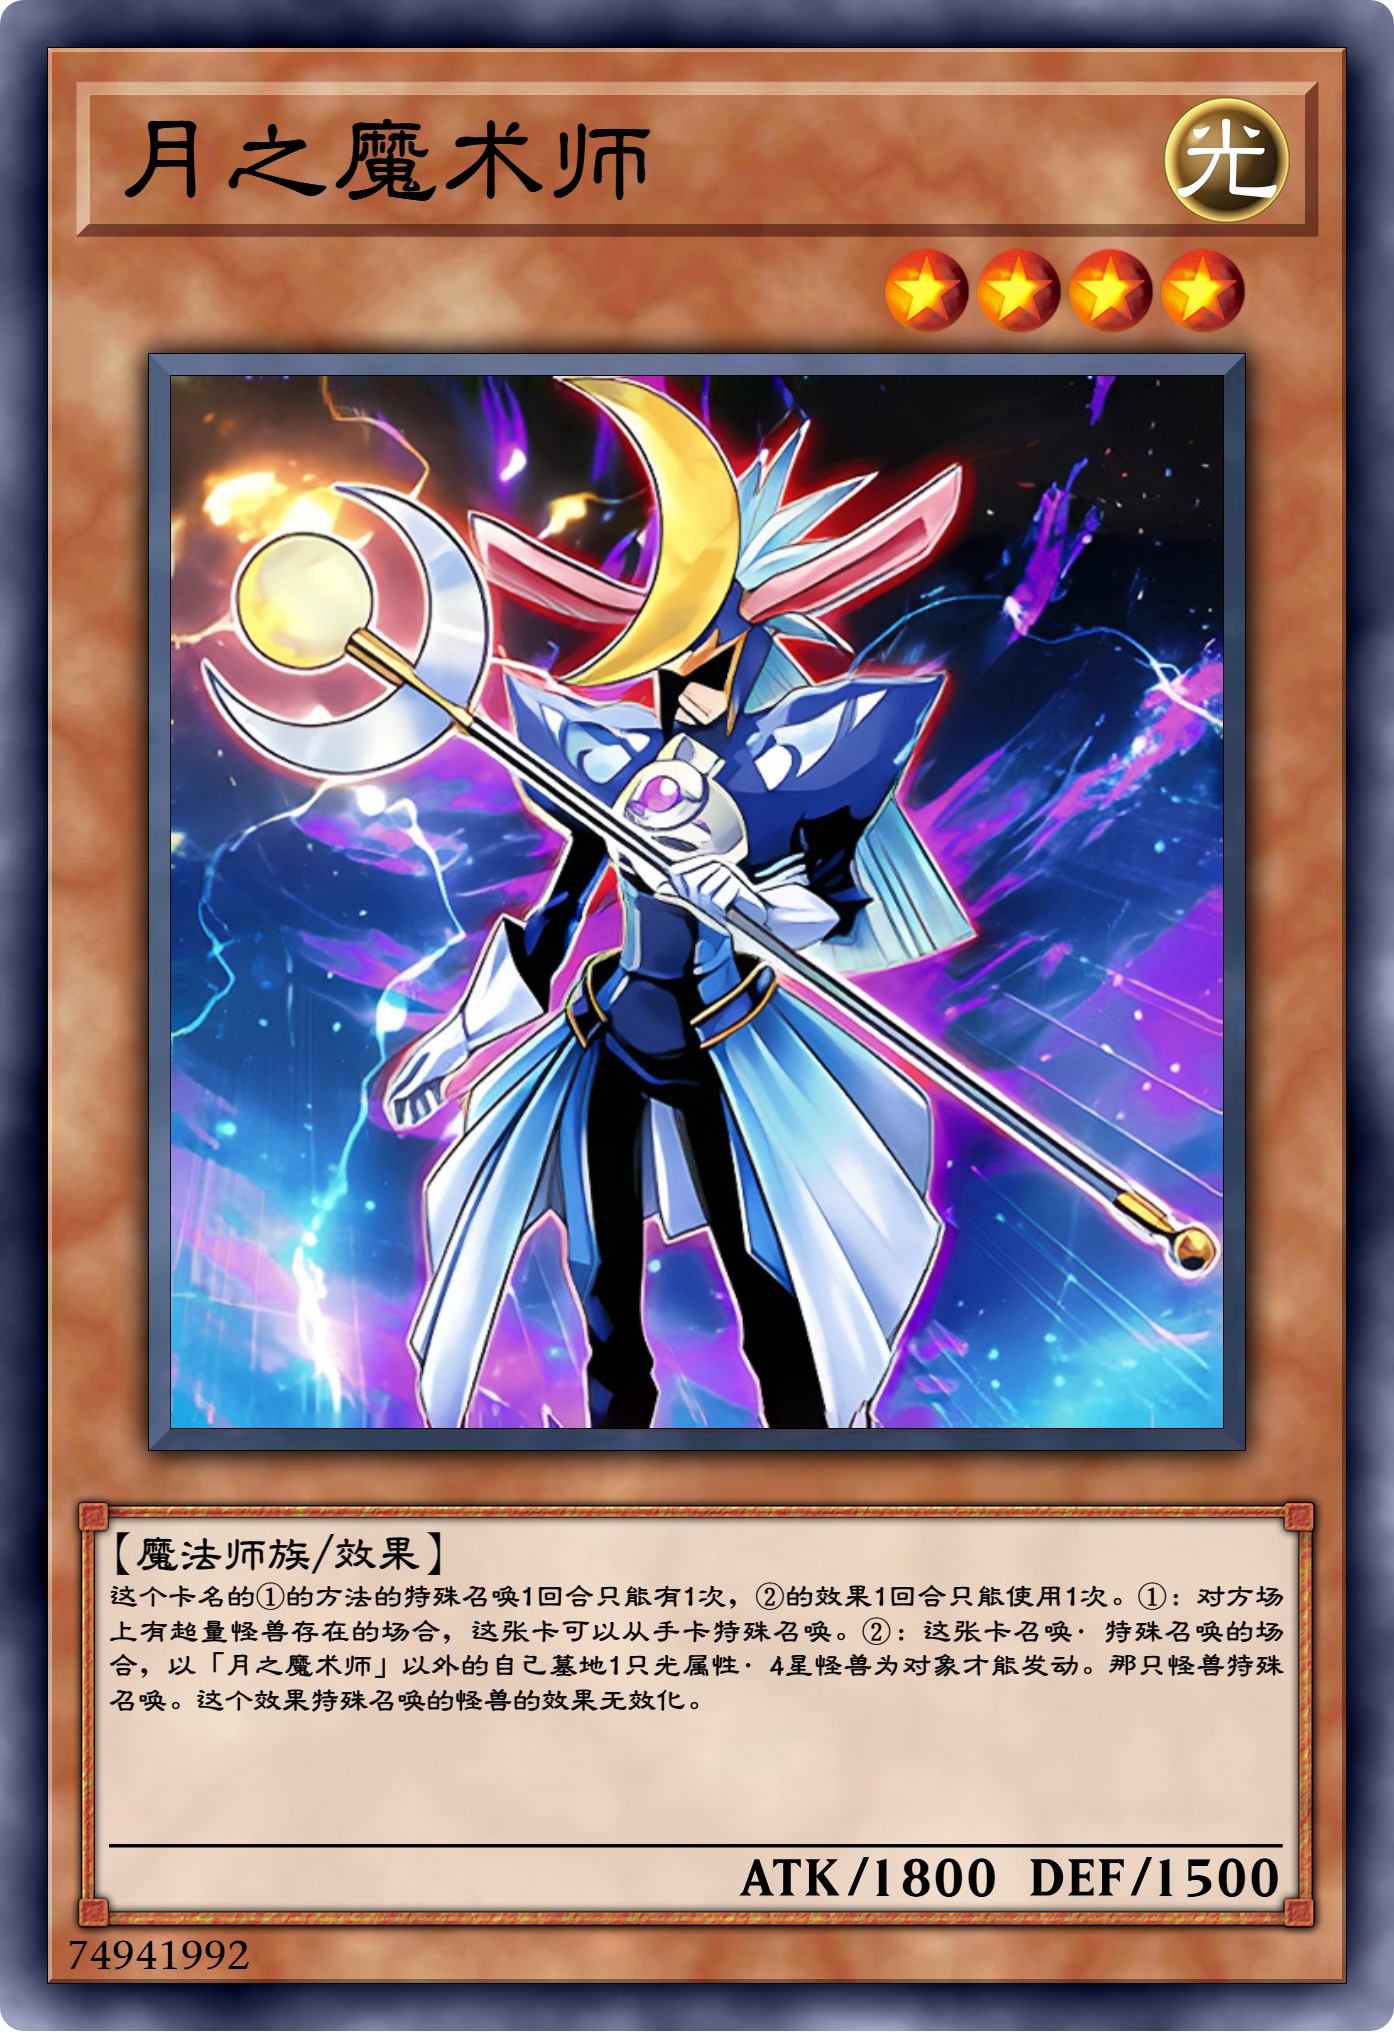 月之魔术师
光
【魔法师族/效果】
这个卡名的①的方法的特殊召唤1回合只能有1次，②的效果1回合只能使用1次。①：对方场
上有超量怪兽存在的场合，这张卡可以从手卡特殊召唤。②：这张卡召唤·特殊召唤的场
合，以「月之魔术师」以外的自己墓地1只光属性·4星怪兽为对象才能发动。那只怪兽特殊
召唤。这个效果特殊召唤的怪兽的效果无效化。
ATK/1800 DEF/1500
74941992